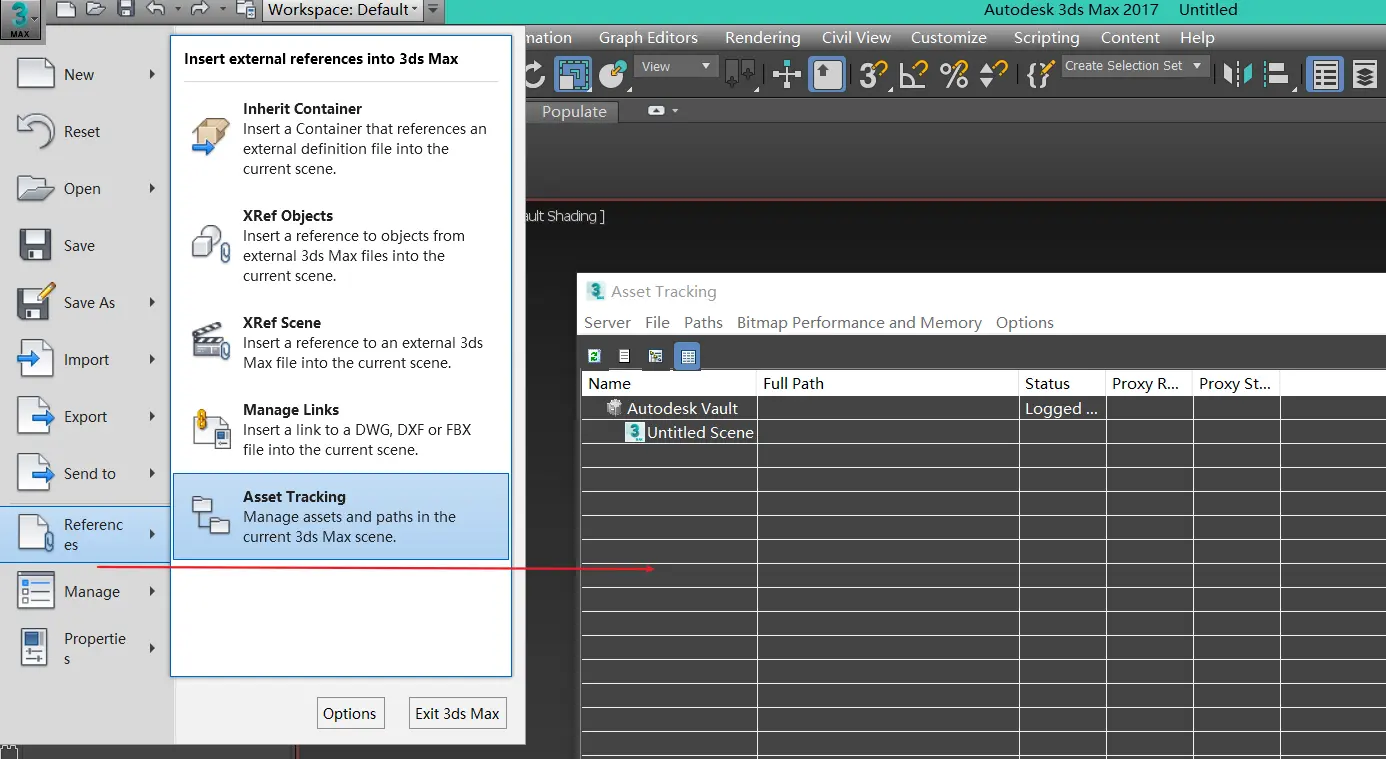 Workspace: Default
Autodesk 3ds Max 2017 Untitled
MAX
Graph Editors Rendering Civil View Customize Scripting Content Help
View
Create Selection Set
Populate
ault Shading ]
New
Reset
Open
Save
Save As
Import
Export
Send to
Referenc
es
Manage
Propertie
s
Insert external references into 3ds Max
Inherit Container
Insert a Container that references an
external definition file into the
current scene.
XRef Objects
Insert a reference to objects from
external 3ds Max files into the
current scene.
XRef Scene
Insert a reference to an external 3ds
Max file into the current scene.
Manage Links
Insert a link to a DWG, DXF or FBX
file into the current scene.
Asset Tracking
Manage assets and paths in the
current 3ds Max scene.
Options Exit 3ds Max
Asset Tracking
Server File Paths Bitmap Performance and Memory Options
Name Full Path Status Proxy R... Proxy St...
Autodesk Vault Logged ...
Untitled Scene